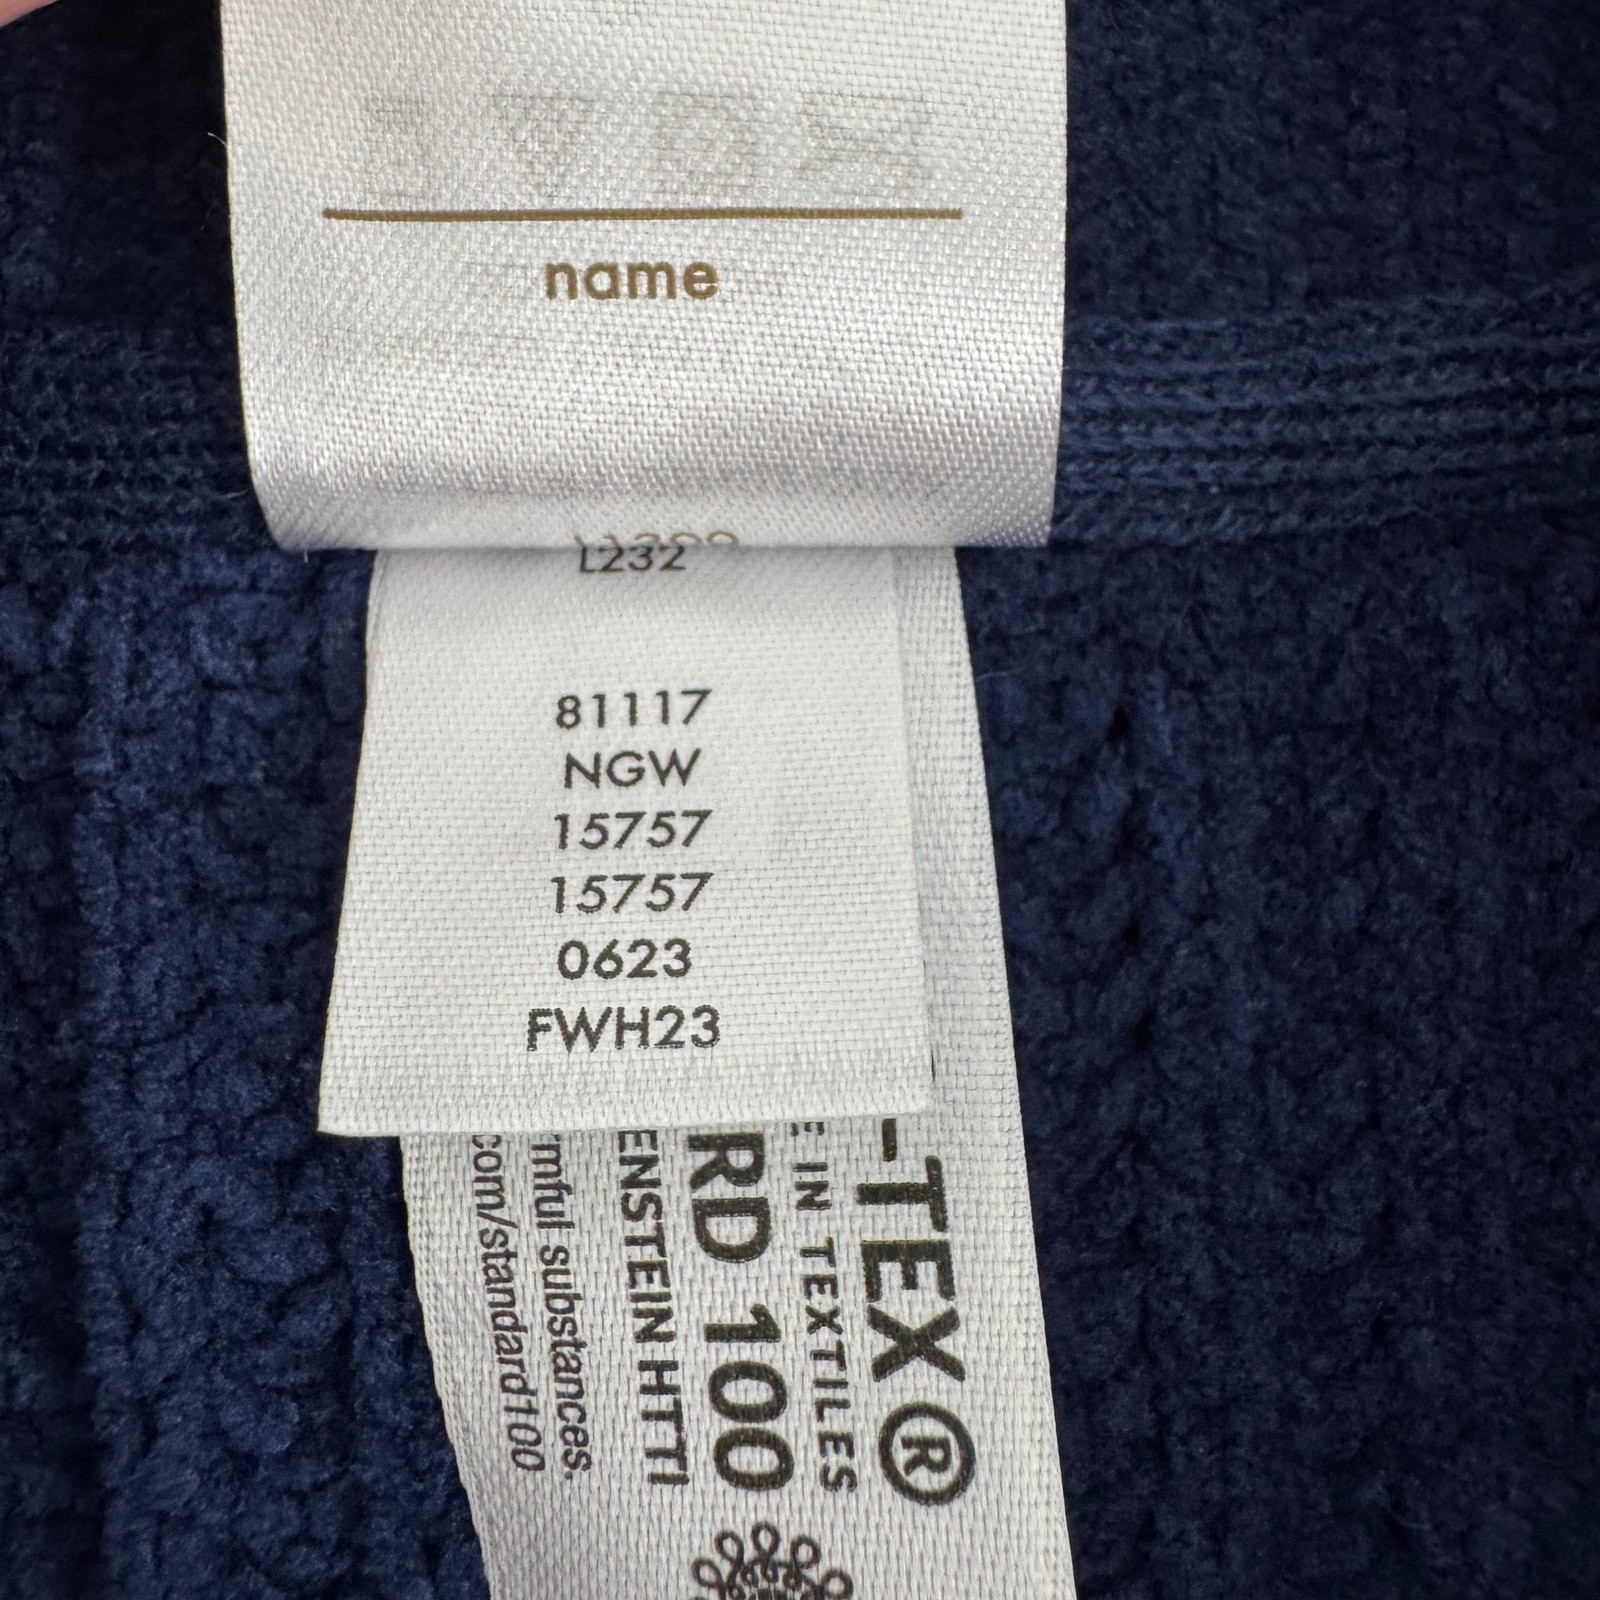 name
L232
81117
NGW
15757
15757
0623
FWH23
-TEX®
IN TEXTILES
RD 100
ENSTEIN HTTI
rmful substances.
com/standard100